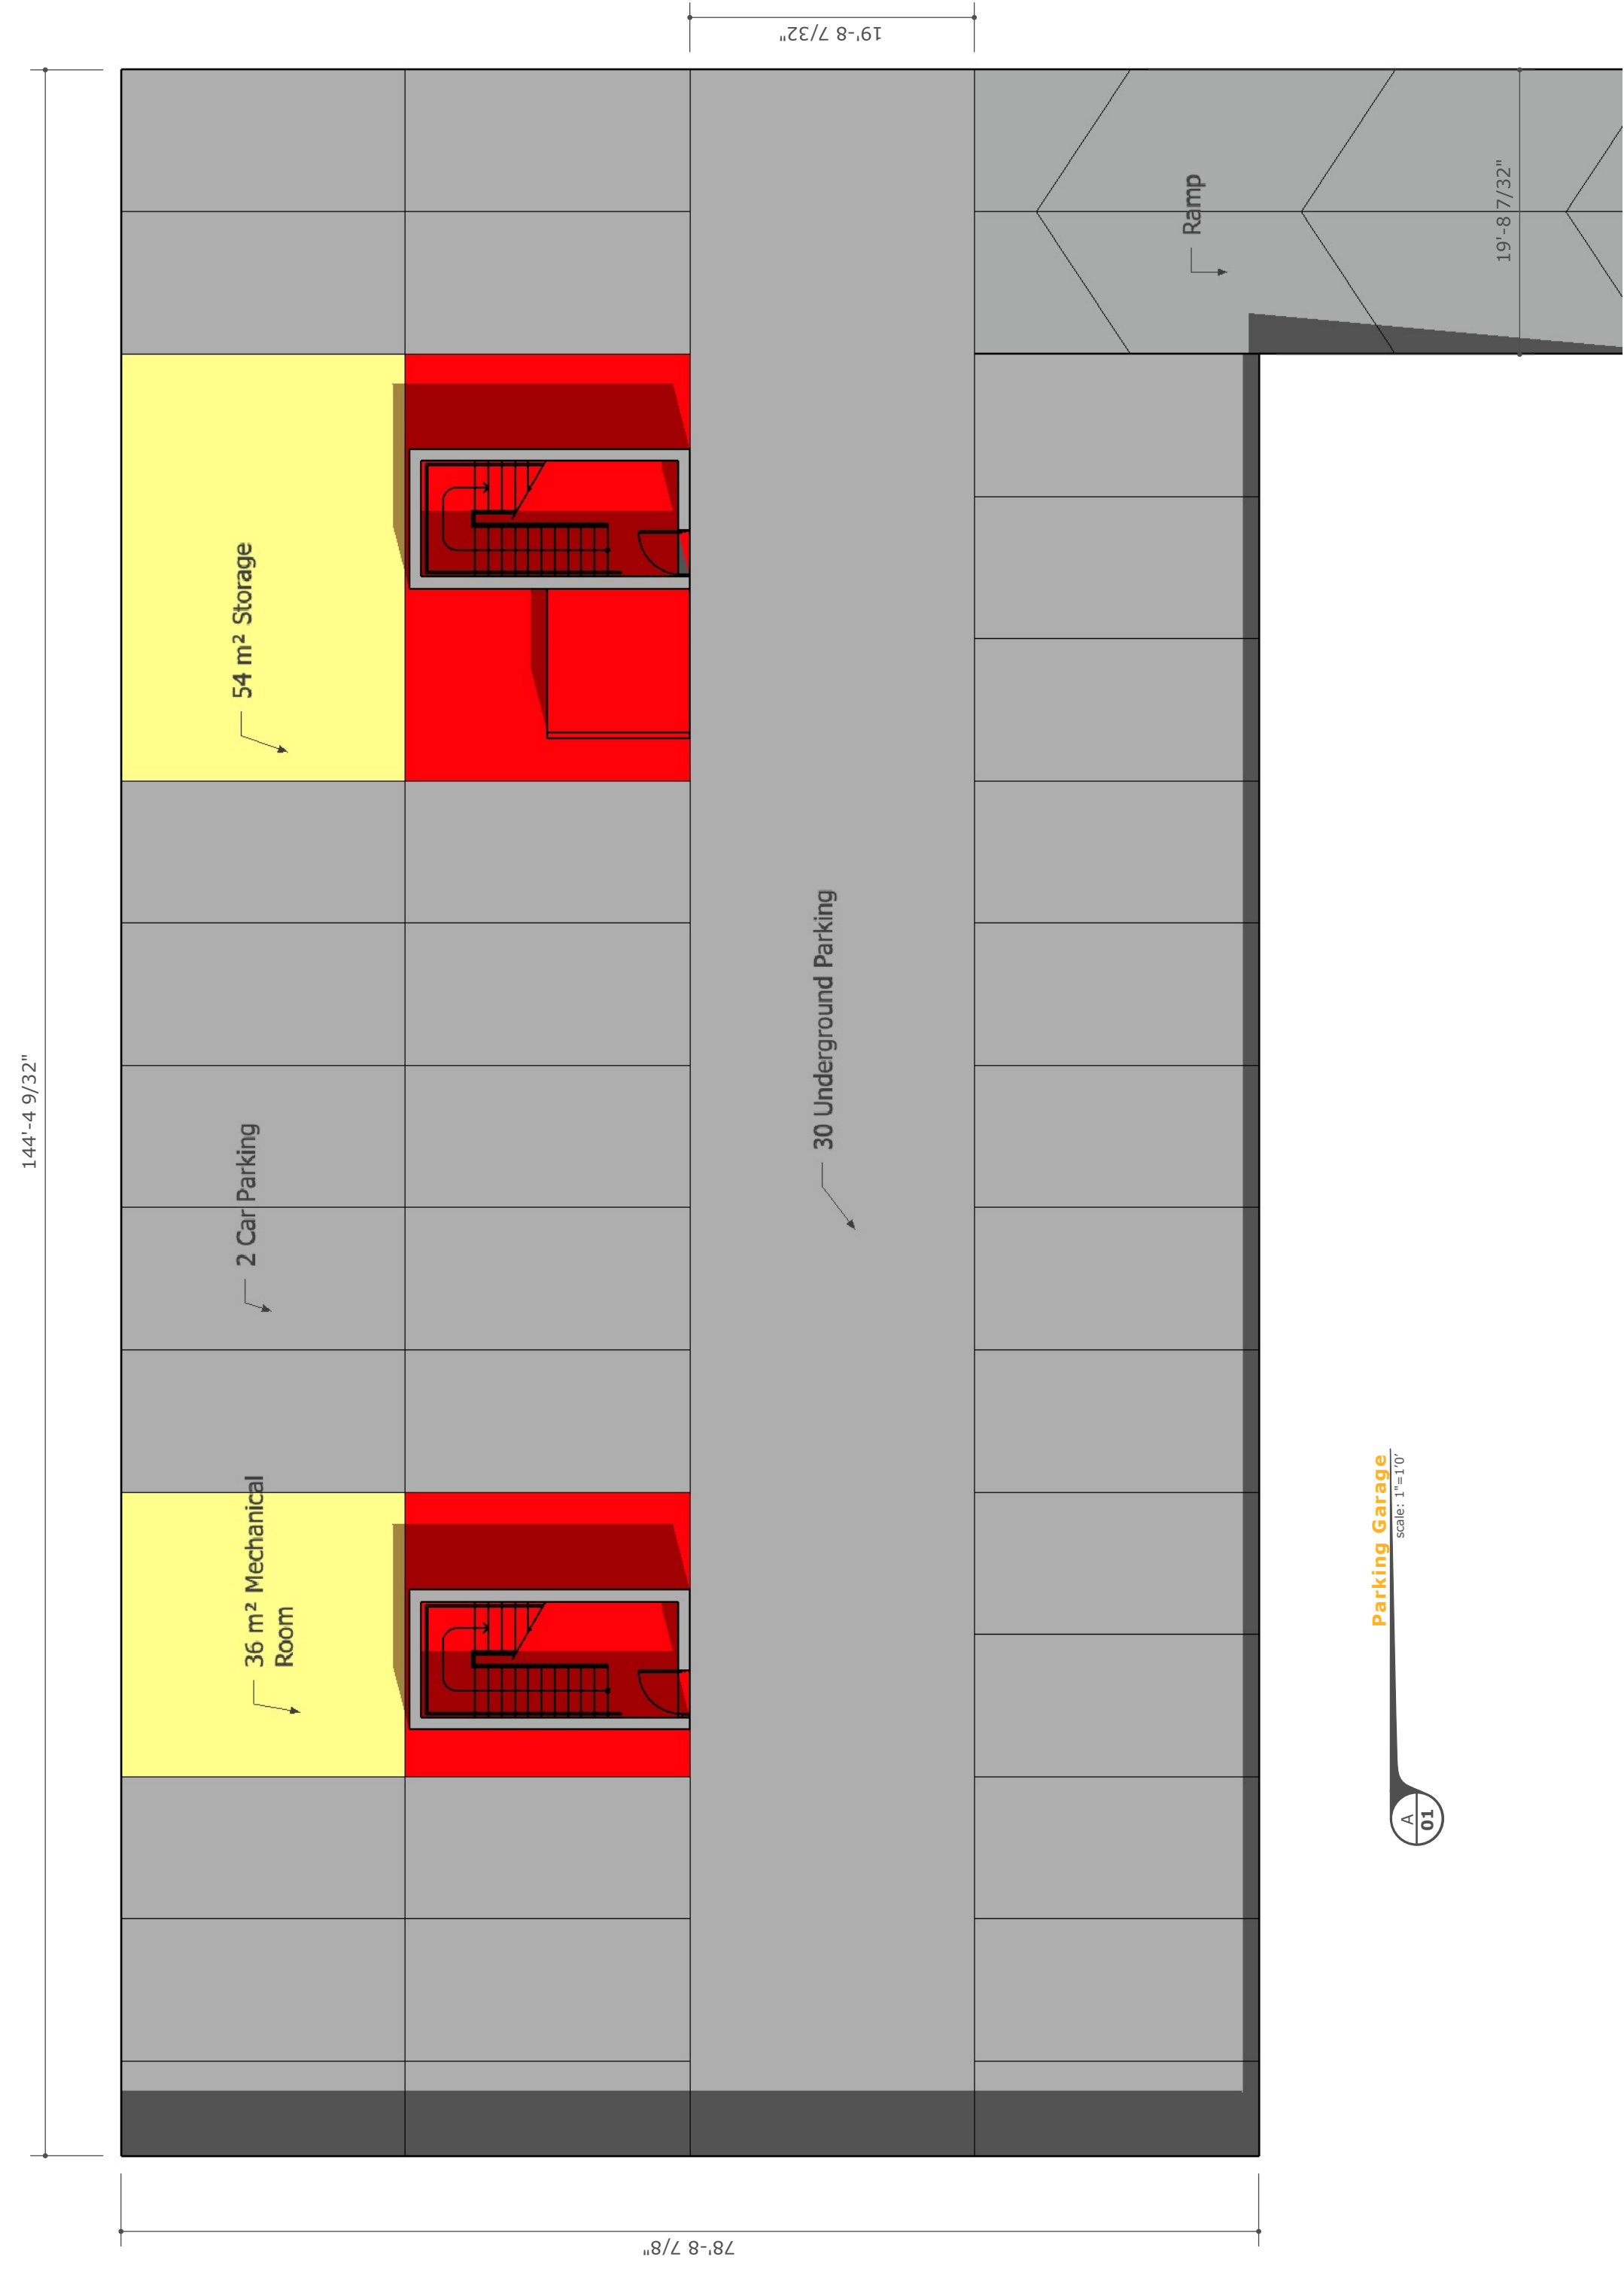 19'-8 7/32"
144'-4 9/32"
19'-8 7/32"
Ramp
54 m² Storage
30 Underground Parking
2 Car Parking
36 m² Mechanical
Room
Parking Garage
scale: 1"=1'0'
A
01
78'-8 7/8"